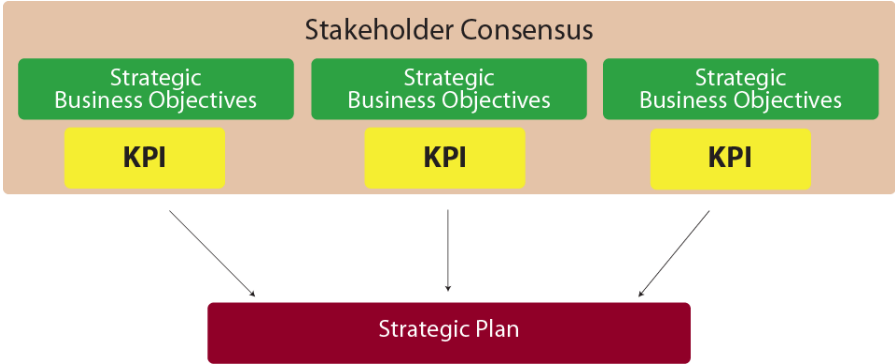 Stakeholder Consensus
Strategic
Business Objectives
Strategic
Business Objectives
Strategic
Business Objectives
KPI
KPI
KPI
Strategic Plan